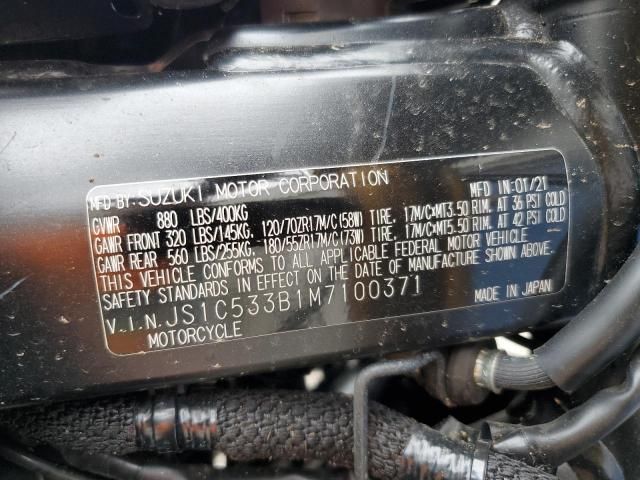 MFD.BY:SUZUKI MOTOR CORPORATION MFD IN:01/21
GVWR 880 LBS/400KG
GAWR FRONT 320 LBS/145KG, 120/70ZR17M/C(58W) TIRE, 17M/C×MT3.50 RIM, AT 36 PSI COLD
GAWR REAR 560 LBS/255KG, 180/55ZR17M/C(73W) TIRE, 17M/C×MT5.50 RIM, AT 42 PSI COLD
THIS VEHICLE CONFORMS TO ALL APPLICABLE FEDERAL MOTOR VEHICLE
SAFETY STANDARDS IN EFFECT ON THE DATE OF MANUFACTURE SHOWN ABOVE.
V.I.N.JS1C533B1M7100371 MADE IN JAPAN
MOTORCYCLE